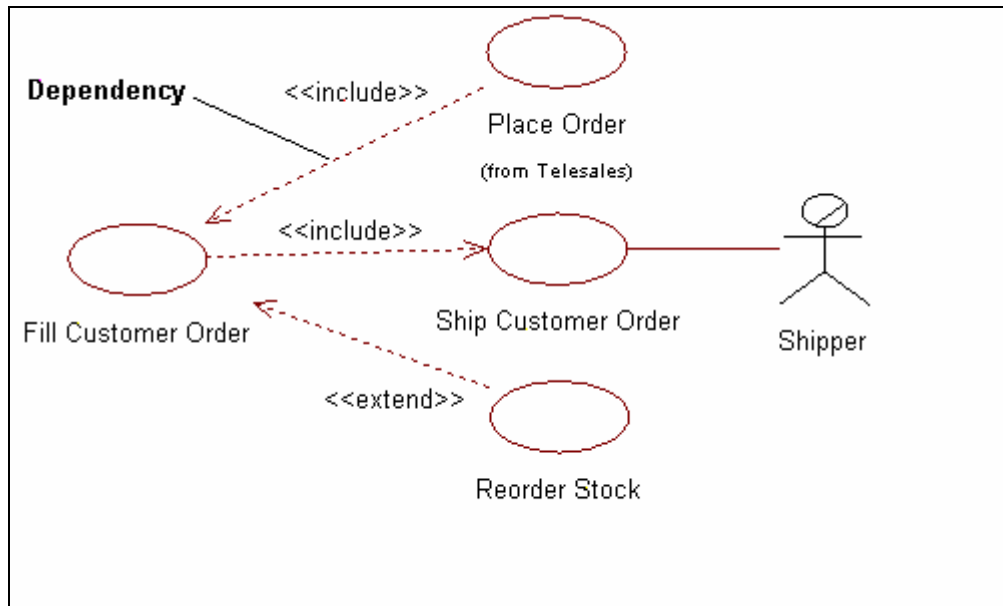 Dependency
<<include>>
Place Order
(from Telesales)
<<include>>
Fill Customer Order
Ship Customer Order
Shipper
<<extend>>
Reorder Stock